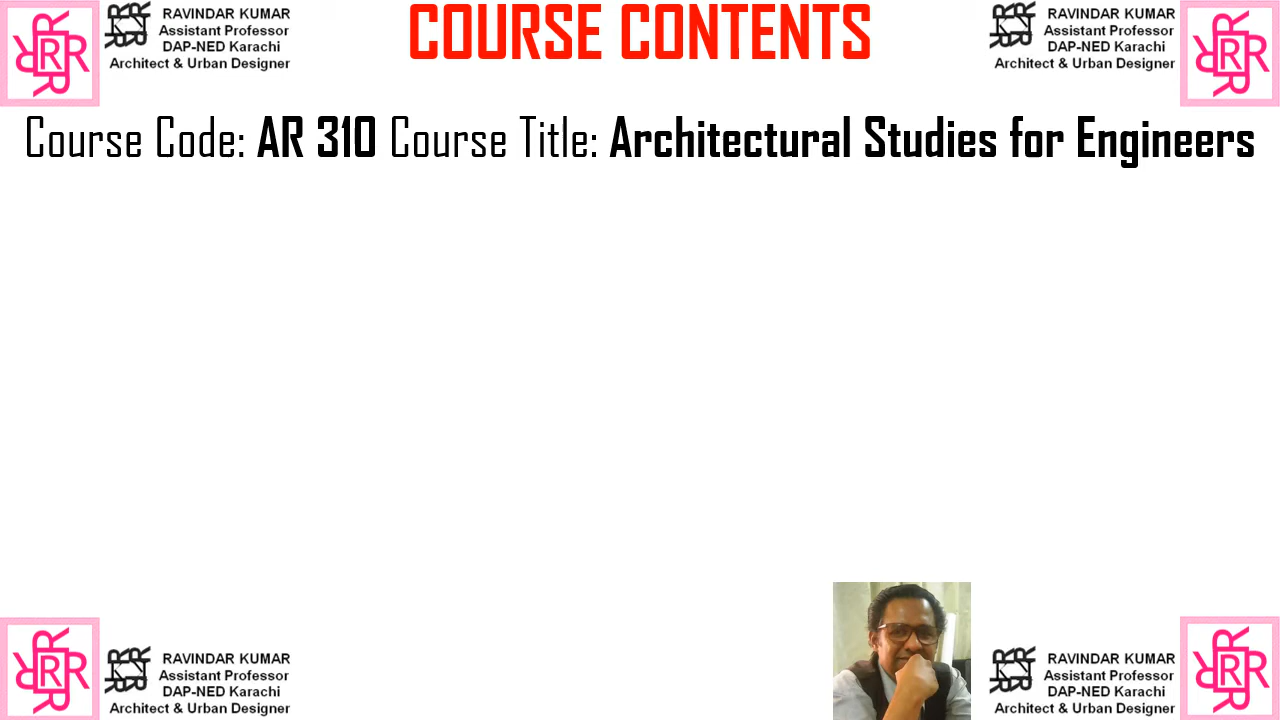 RAVINDAR KUMAR
Assistant Professor
DAP-NED Karachi
Architect & Urban Designer
COURSE CONTENTS
RAVINDAR KUMAR
Assistant Professor
DAP-NED Karachi
Architect & Urban Designer
Course Code: AR 310 Course Title: Architectural Studies for Engineers
RAVINDAR KUMAR
Assistant Professor
DAP-NED Karachi
Architect & Urban Designer
RAVINDAR KUMAR
Assistant Professor
DAP-NED Karachi
Architect & Urban Designer